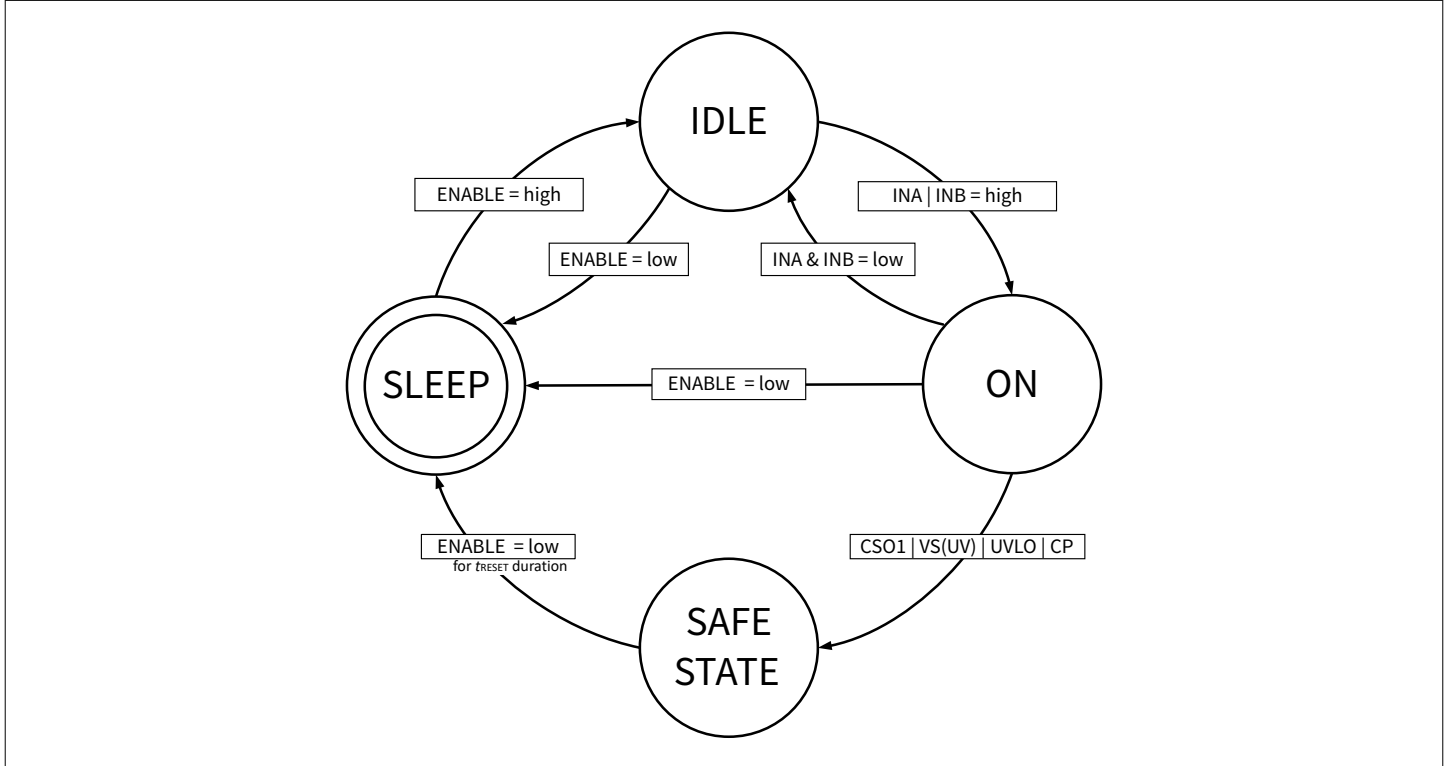 IDLE
ENABLE = high
INA | INB = high
ENABLE = low
INA & INB = low
SLEEP
ENABLE = low
ON
ENABLE = low
for tRESET duration
CSO1 | VS(UV) | UVLO | CP
SAFE
STATE